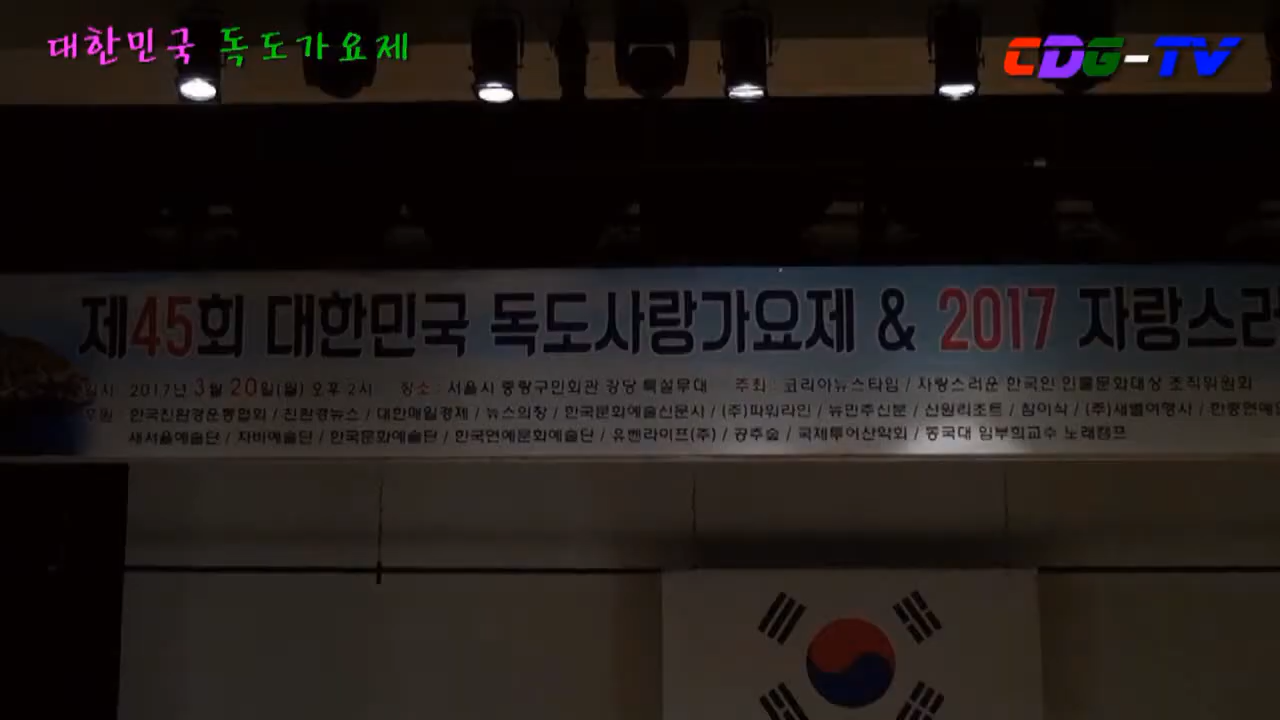 대한민국 독도가요제
CDG-TV
제45회 대한민국 독도사랑가요제 & 2017 자랑스러
일시: 2017년 3월 20일(월) 오후 2시 장소 : 서울시 중랑구민회관 강당 특설무대 주최 : 코리아뉴스타임 / 자랑스러운 한국인 인물문화대상 조직위원회
후원 : 한국친환경운동협회 / 친환경뉴스 / 대한매일경제 / 뉴스의창 / 한국문화예술신문사 / (주)파워라인 / 뉴민주신문 / 신원리조트 / 참이삭 / (주)새별여행사 / 한중연예
새서울예술단 / 자바예술단 / 한국문화예술단 / 한국연예문화예술단 / 유벤라이프(주) / 공주숲 / 국제투어산학회 / 동국대 임부희교수 노래캠프